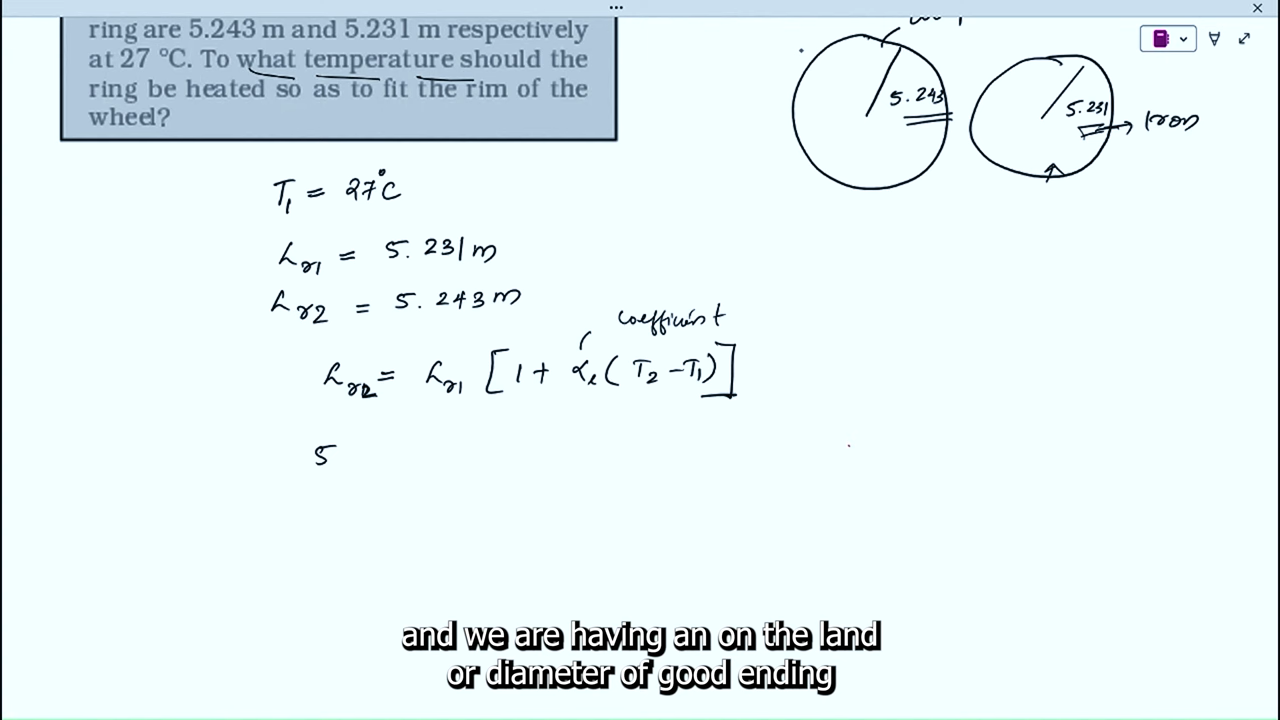 ring are 5.243 m and 5.231 m respectively
at 27 °C. To what temperature should the
ring be heated so as to fit the rim of the
wheel?
5.243
5.231
Iron
T₁ = 27°C
Lr1 = 5.231m
Lr2 = 5.243m
coefficient
Lr2 = Lr1 [1 + αₗ(T₂ - T₁)]
5
and we are having an on the land
or diameter of good ending